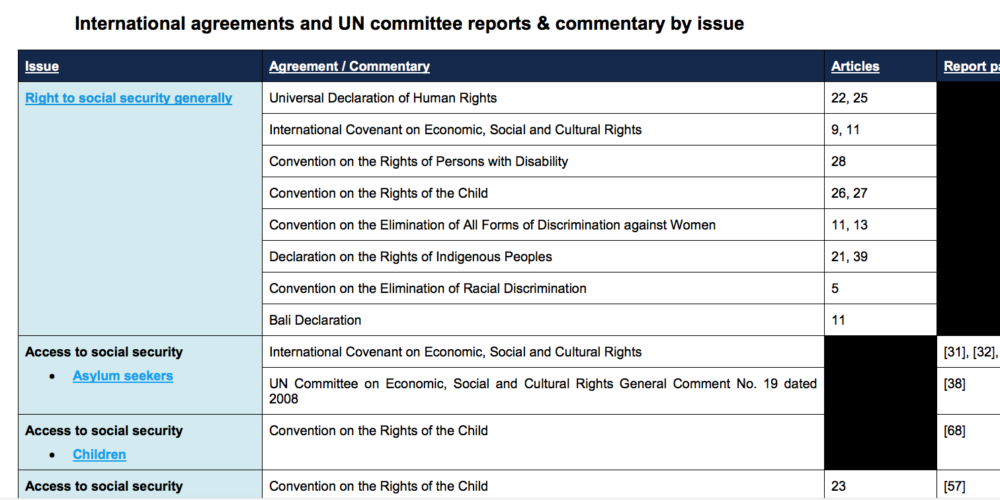 International agreements and UN committee reports & commentary by issue
Issue Agreement / Commentary Articles Report
Right to social security generally Universal Declaration of Human Rights 22, 25
International Covenant on Economic, Social and Cultural Rights 9, 11
Convention on the Rights of Persons with Disability 28
Convention on the Rights of the Child 26, 27
Convention on the Elimination of All Forms of Discrimination against Women 11, 13
Declaration on the Rights of Indigenous Peoples 21, 39
Convention on the Elimination of Racial Discrimination 5
Bali Declaration 11
Access to social security International Covenant on Economic, Social and Cultural Rights [31], [32],
• Asylum seekers
UN Committee on Economic, Social and Cultural Rights General Comment No. 19 dated [38]
2008
Access to social security Convention on the Rights of the Child [68]
• Children
Access to social security Convention on the Rights of the Child 23 [57]